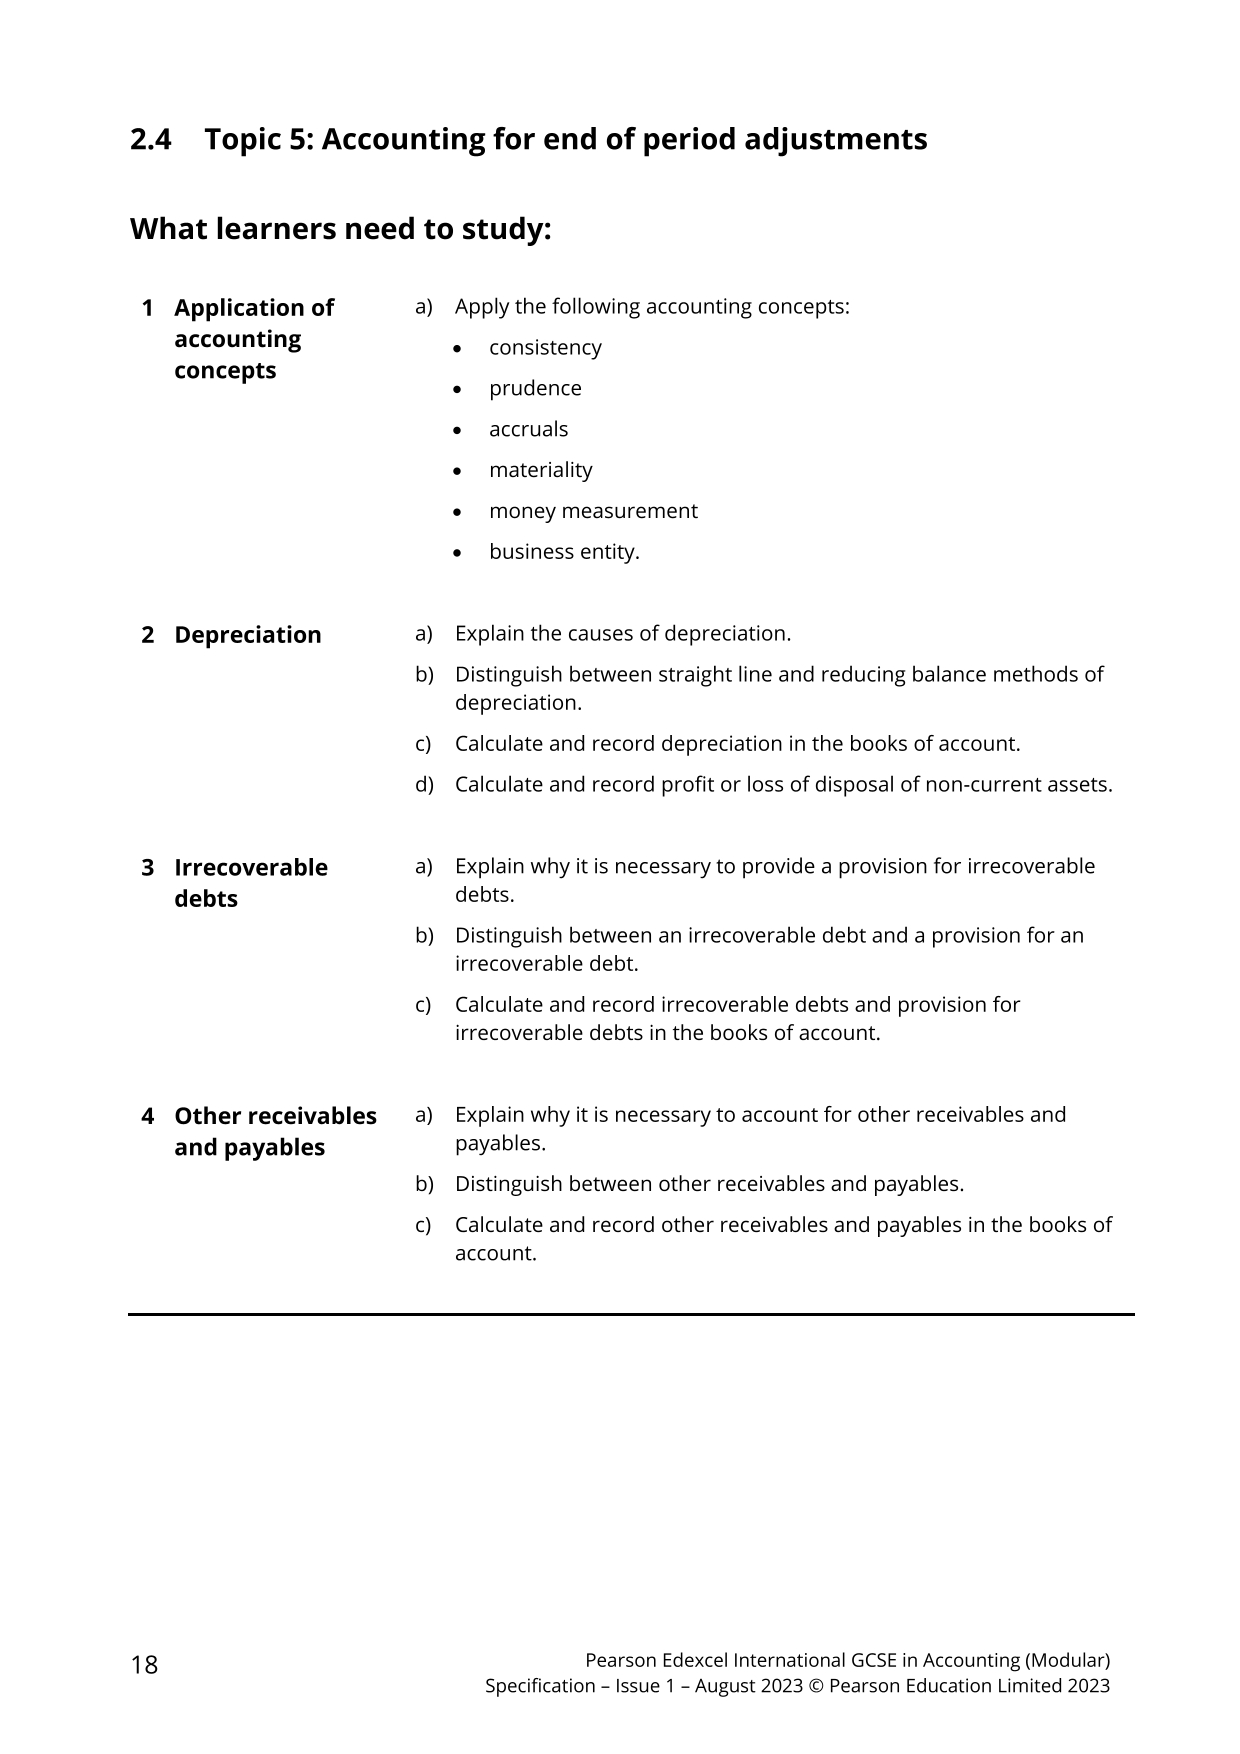 2.4 Topic 5: Accounting for end of period adjustments
What learners need to study:
1 Application of
accounting
concepts
a) Apply the following accounting concepts:
• consistency
• prudence
• accruals
• materiality
• money measurement
• business entity.
2 Depreciation
a) Explain the causes of depreciation.
b) Distinguish between straight line and reducing balance methods of
depreciation.
c) Calculate and record depreciation in the books of account.
d) Calculate and record profit or loss of disposal of non-current assets.
3 Irrecoverable
debts
a) Explain why it is necessary to provide a provision for irrecoverable
debts.
b) Distinguish between an irrecoverable debt and a provision for an
irrecoverable debt.
c) Calculate and record irrecoverable debts and provision for
irrecoverable debts in the books of account.
4 Other receivables
and payables
a) Explain why it is necessary to account for other receivables and
payables.
b) Distinguish between other receivables and payables.
c) Calculate and record other receivables and payables in the books of
account.
18
Pearson Edexcel International GCSE in Accounting (Modular)
Specification – Issue 1 – August 2023 © Pearson Education Limited 2023